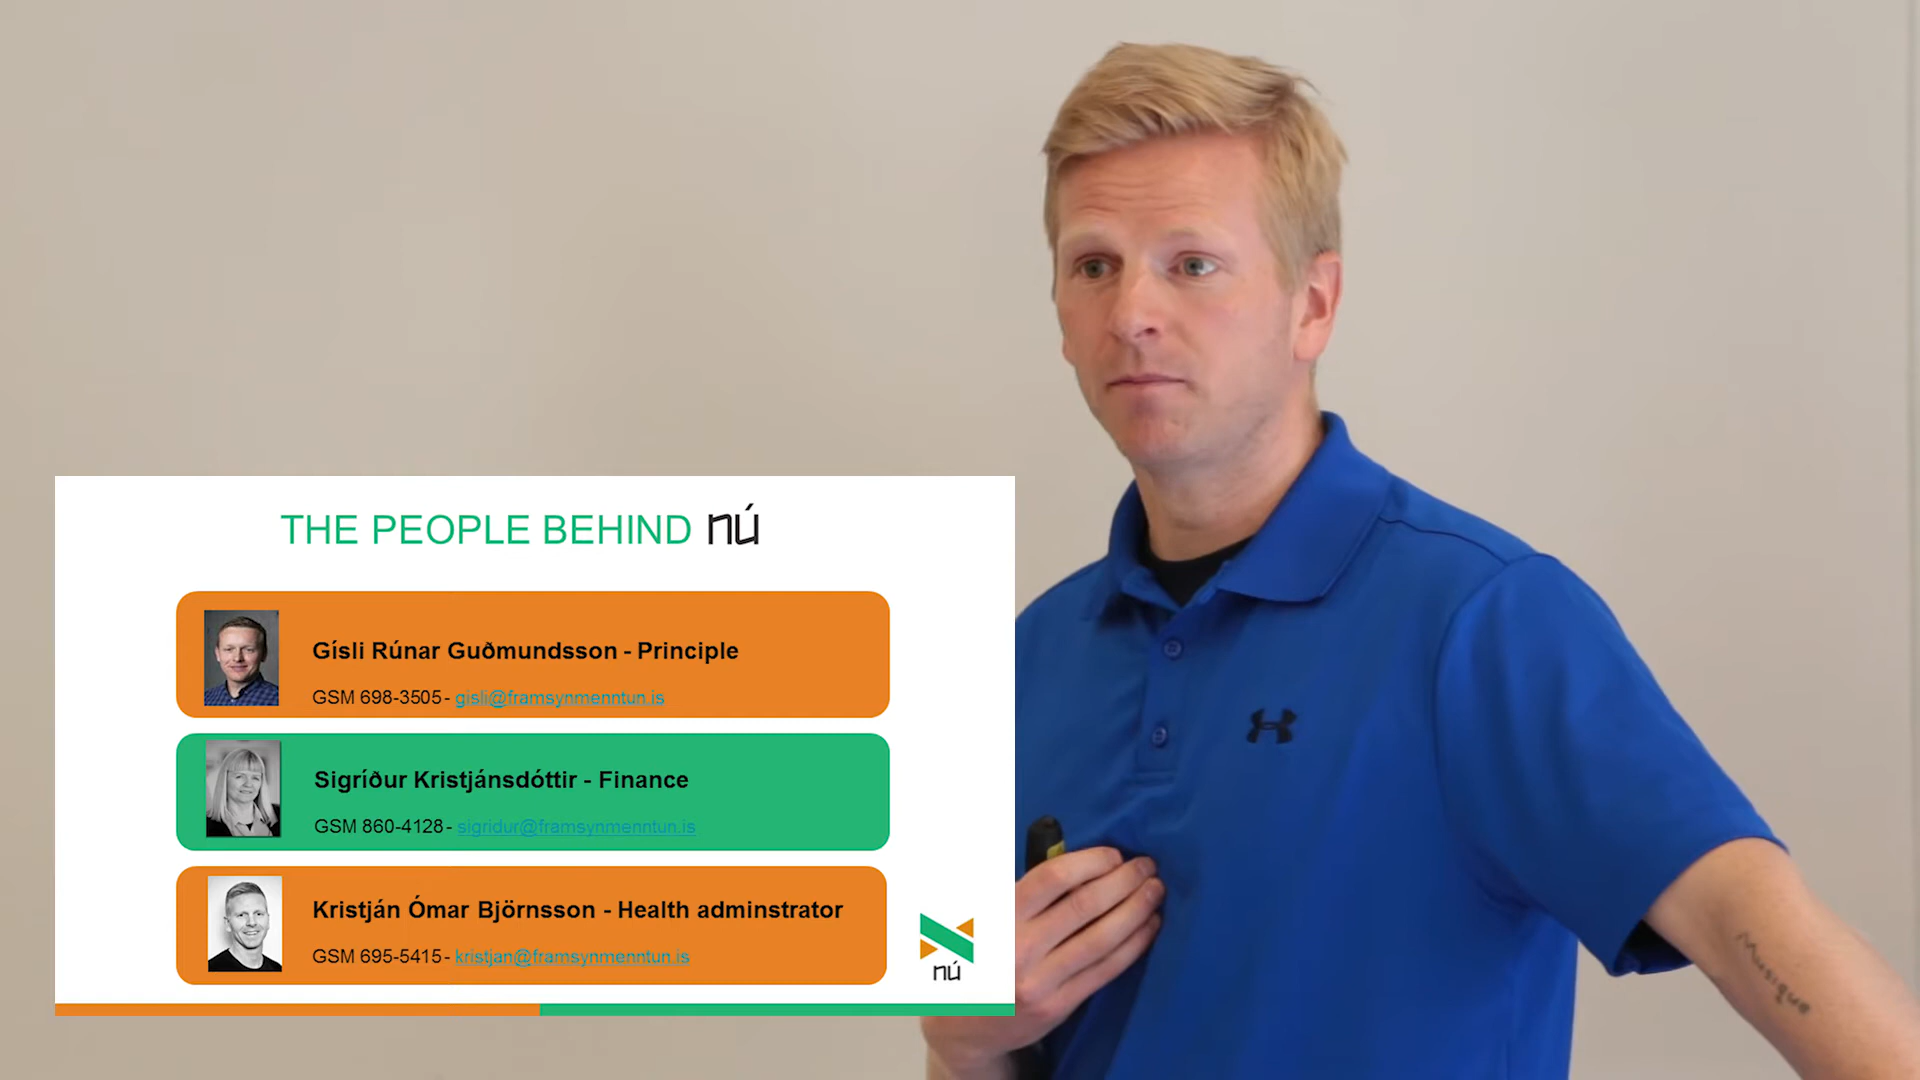 THE PEOPLE BEHIND nú
Gísli Rúnar Guðmundsson - Principle
GSM 698-3505 - gisli@framsynmenntun.is
Sigríður Kristjánsdóttir - Finance
GSM 860-4128 - sigridur@framsynmenntun.is
Kristján Ómar Björnsson - Health adminstrator
GSM 695-5415 - kristjan@framsynmenntun.is
nú
Musique